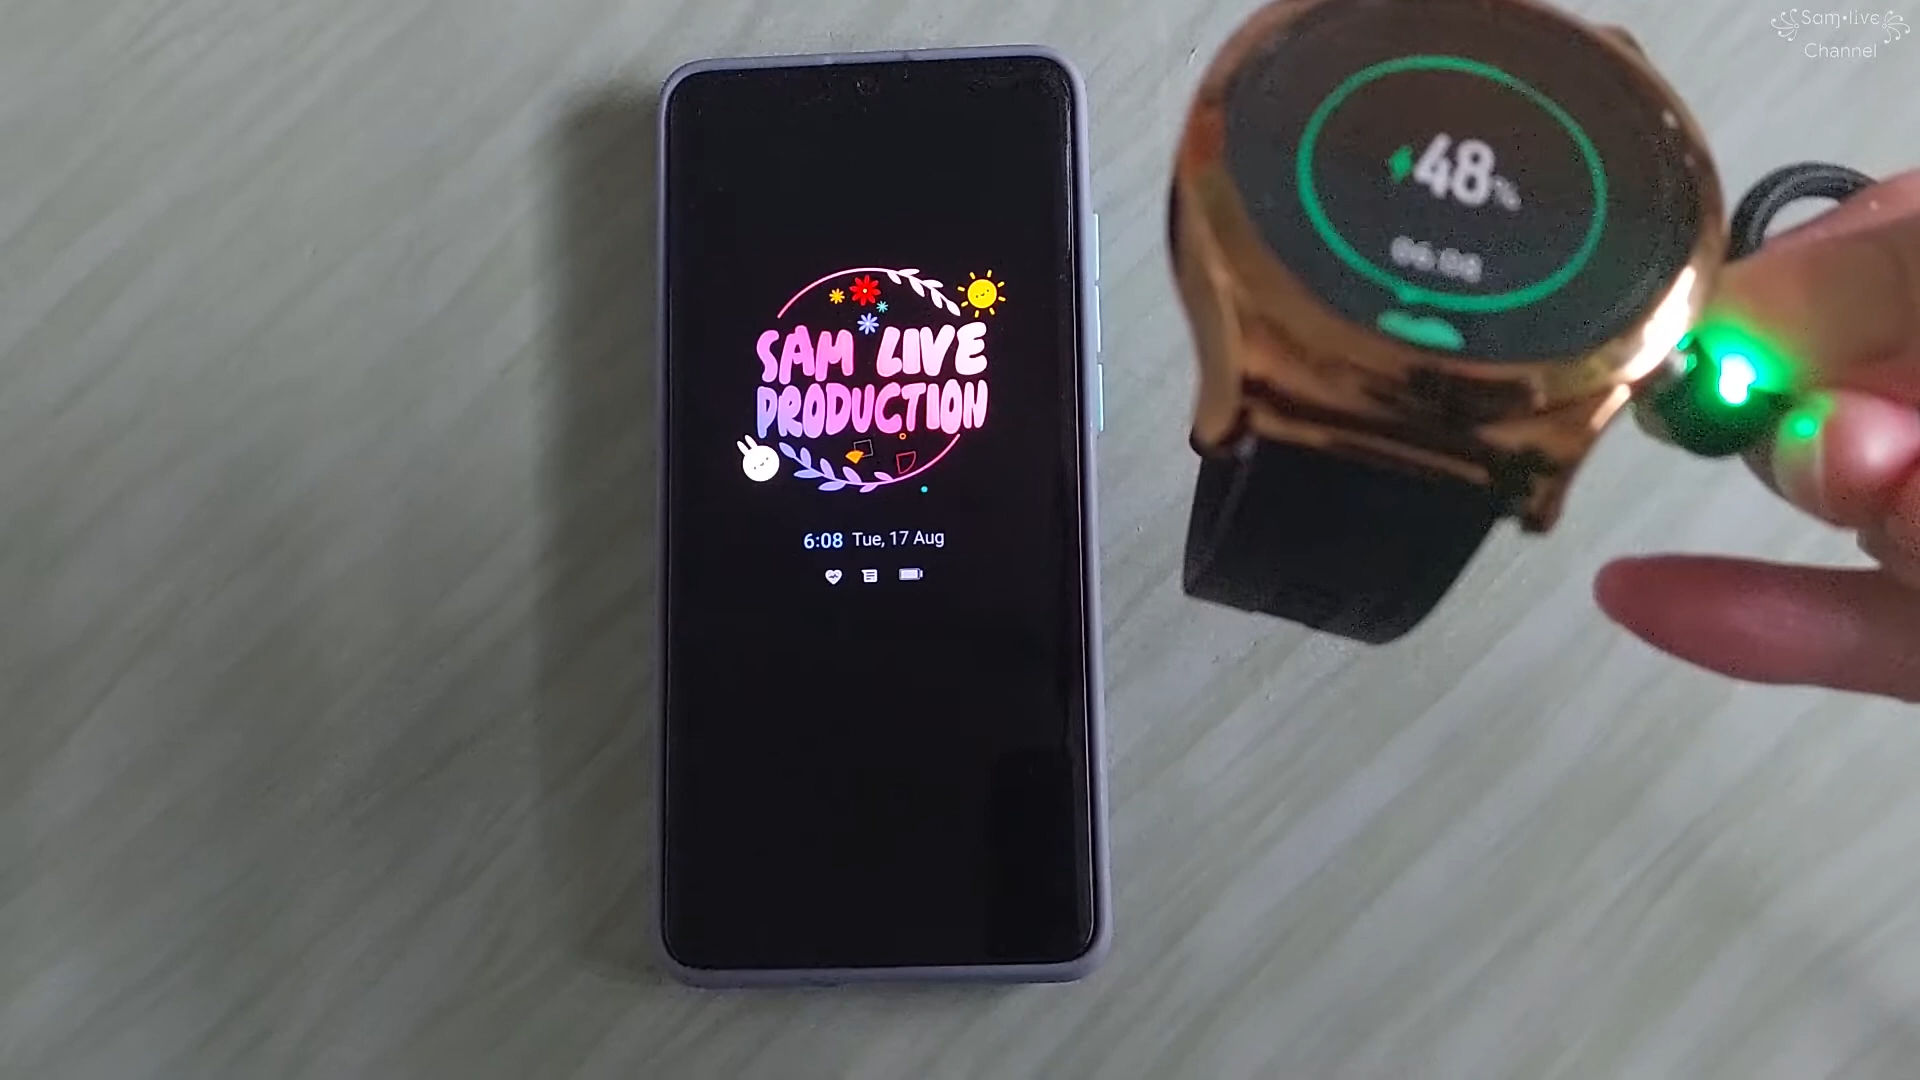 Sam•live
Channel
48%
SAM LIVE
PRODUCTION
6:08 Tue, 17 Aug